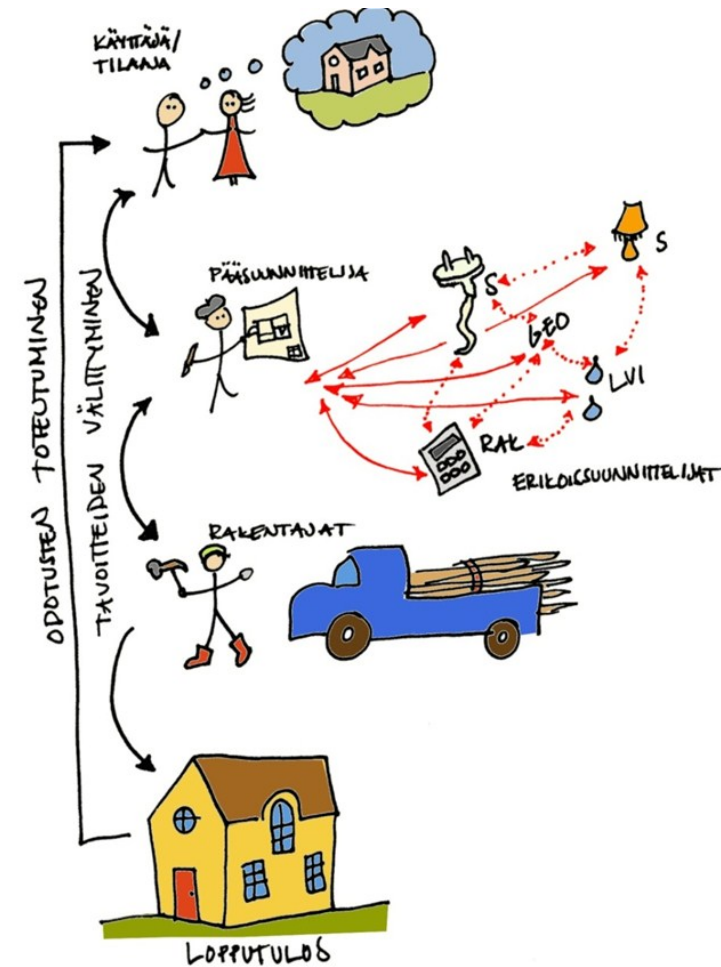 KÄYTTÄJÄ/
TILAAJA
PÄÄSUUNNITTELIJA
S
S
GEO
LVI
RAK
ERIKOISSUUNNITTELIJAT
RAKENTAJAT
ODOTUSTEN TOTEUTUMINEN
TAVOITTEIDEN VÄLITTYMINEN
LOPPUTULOS